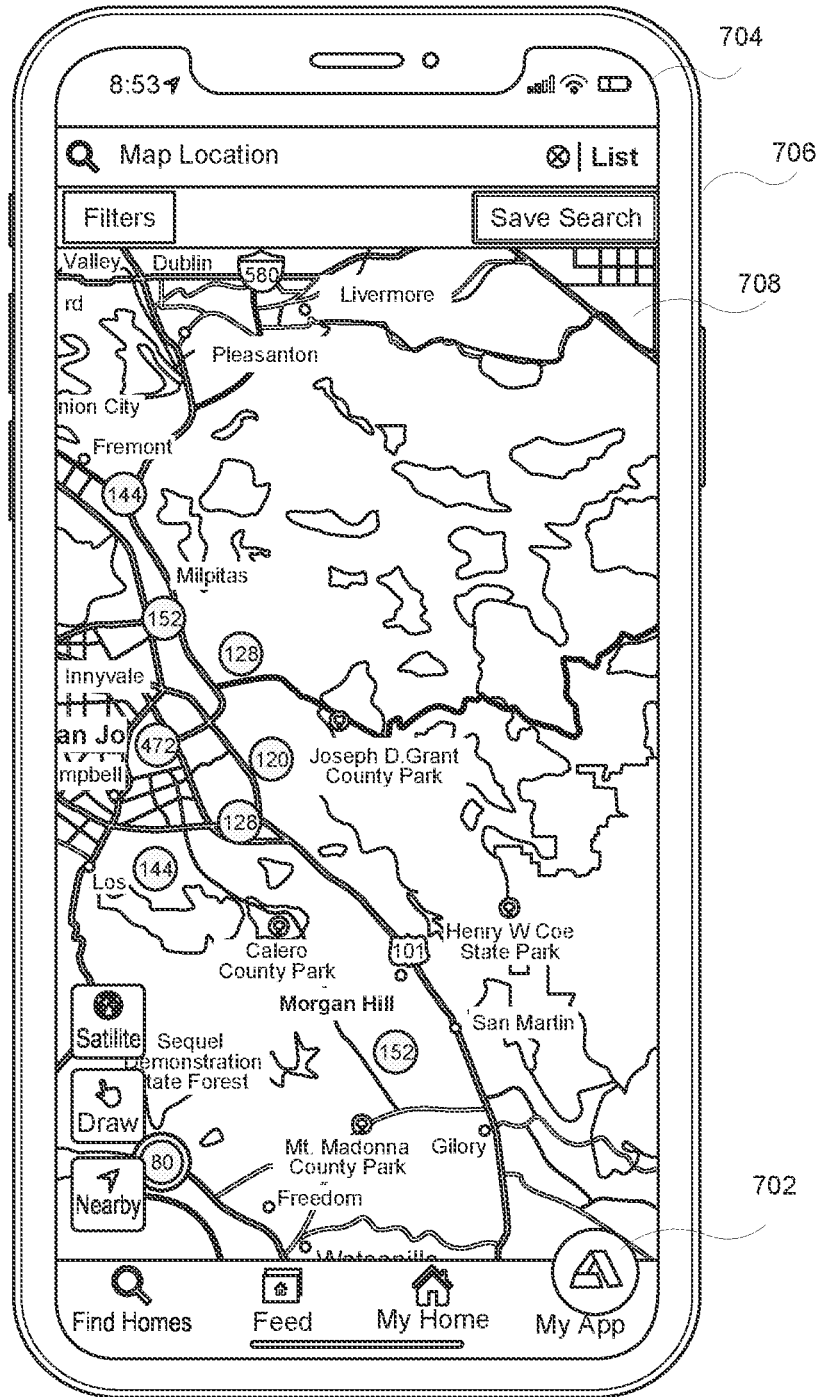 704
8:53
706
Map Location
| List
Filters
Save Search
708
Valley
Dublin
580
rd
Livermore
Pleasanton
nion City
Fremont
144
Milpitas
152
128
Innyvale
an Jo
472
120
Joseph D.Grant
County Park
mpbell
128
144
Los
Henry W Coe
State Park
Calero
County Park
101
Morgan Hill
San Martin
Satilite
Sequel
Demonstration
tate Forest
152
Draw
Mt. Madonna
County Park
Gilory
80
Nearby
Freedom
702
Find Homes
Feed
My Home
My App